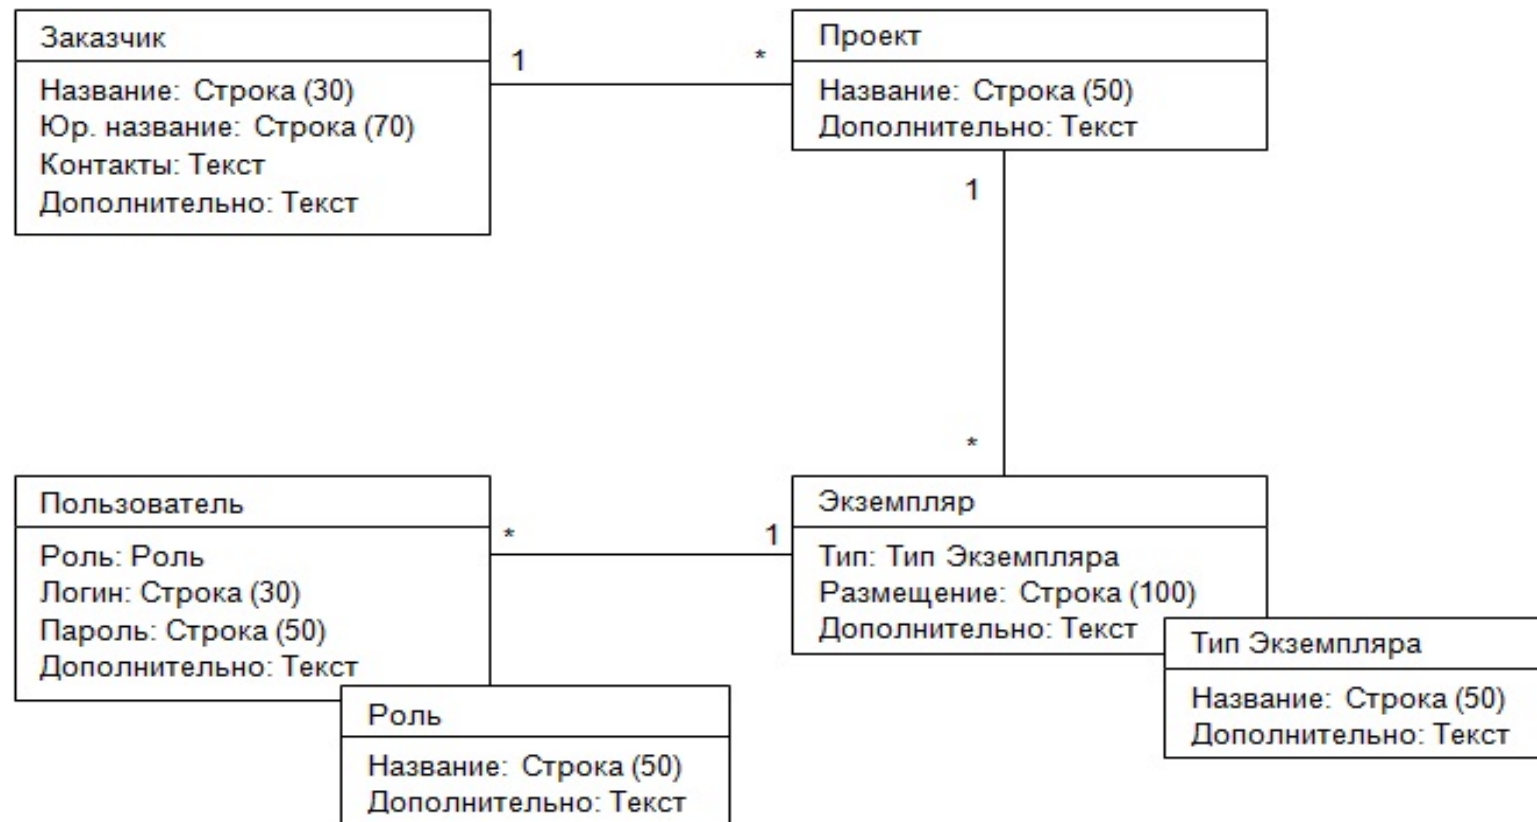 Заказчик
Название: Строка (30)
Юр. название: Строка (70)
Контакты: Текст
Дополнительно: Текст
1
*
Проект
Название: Строка (50)
Дополнительно: Текст
1
*
Пользователь
Роль: Роль
Логин: Строка (30)
Пароль: Строка (50)
Дополнительно: Текст
*
1
Экземпляр
Тип: Тип Экземпляра
Размещение: Строка (100)
Дополнительно: Текст
Роль
Название: Строка (50)
Дополнительно: Текст
Тип Экземпляра
Название: Строка (50)
Дополнительно: Текст